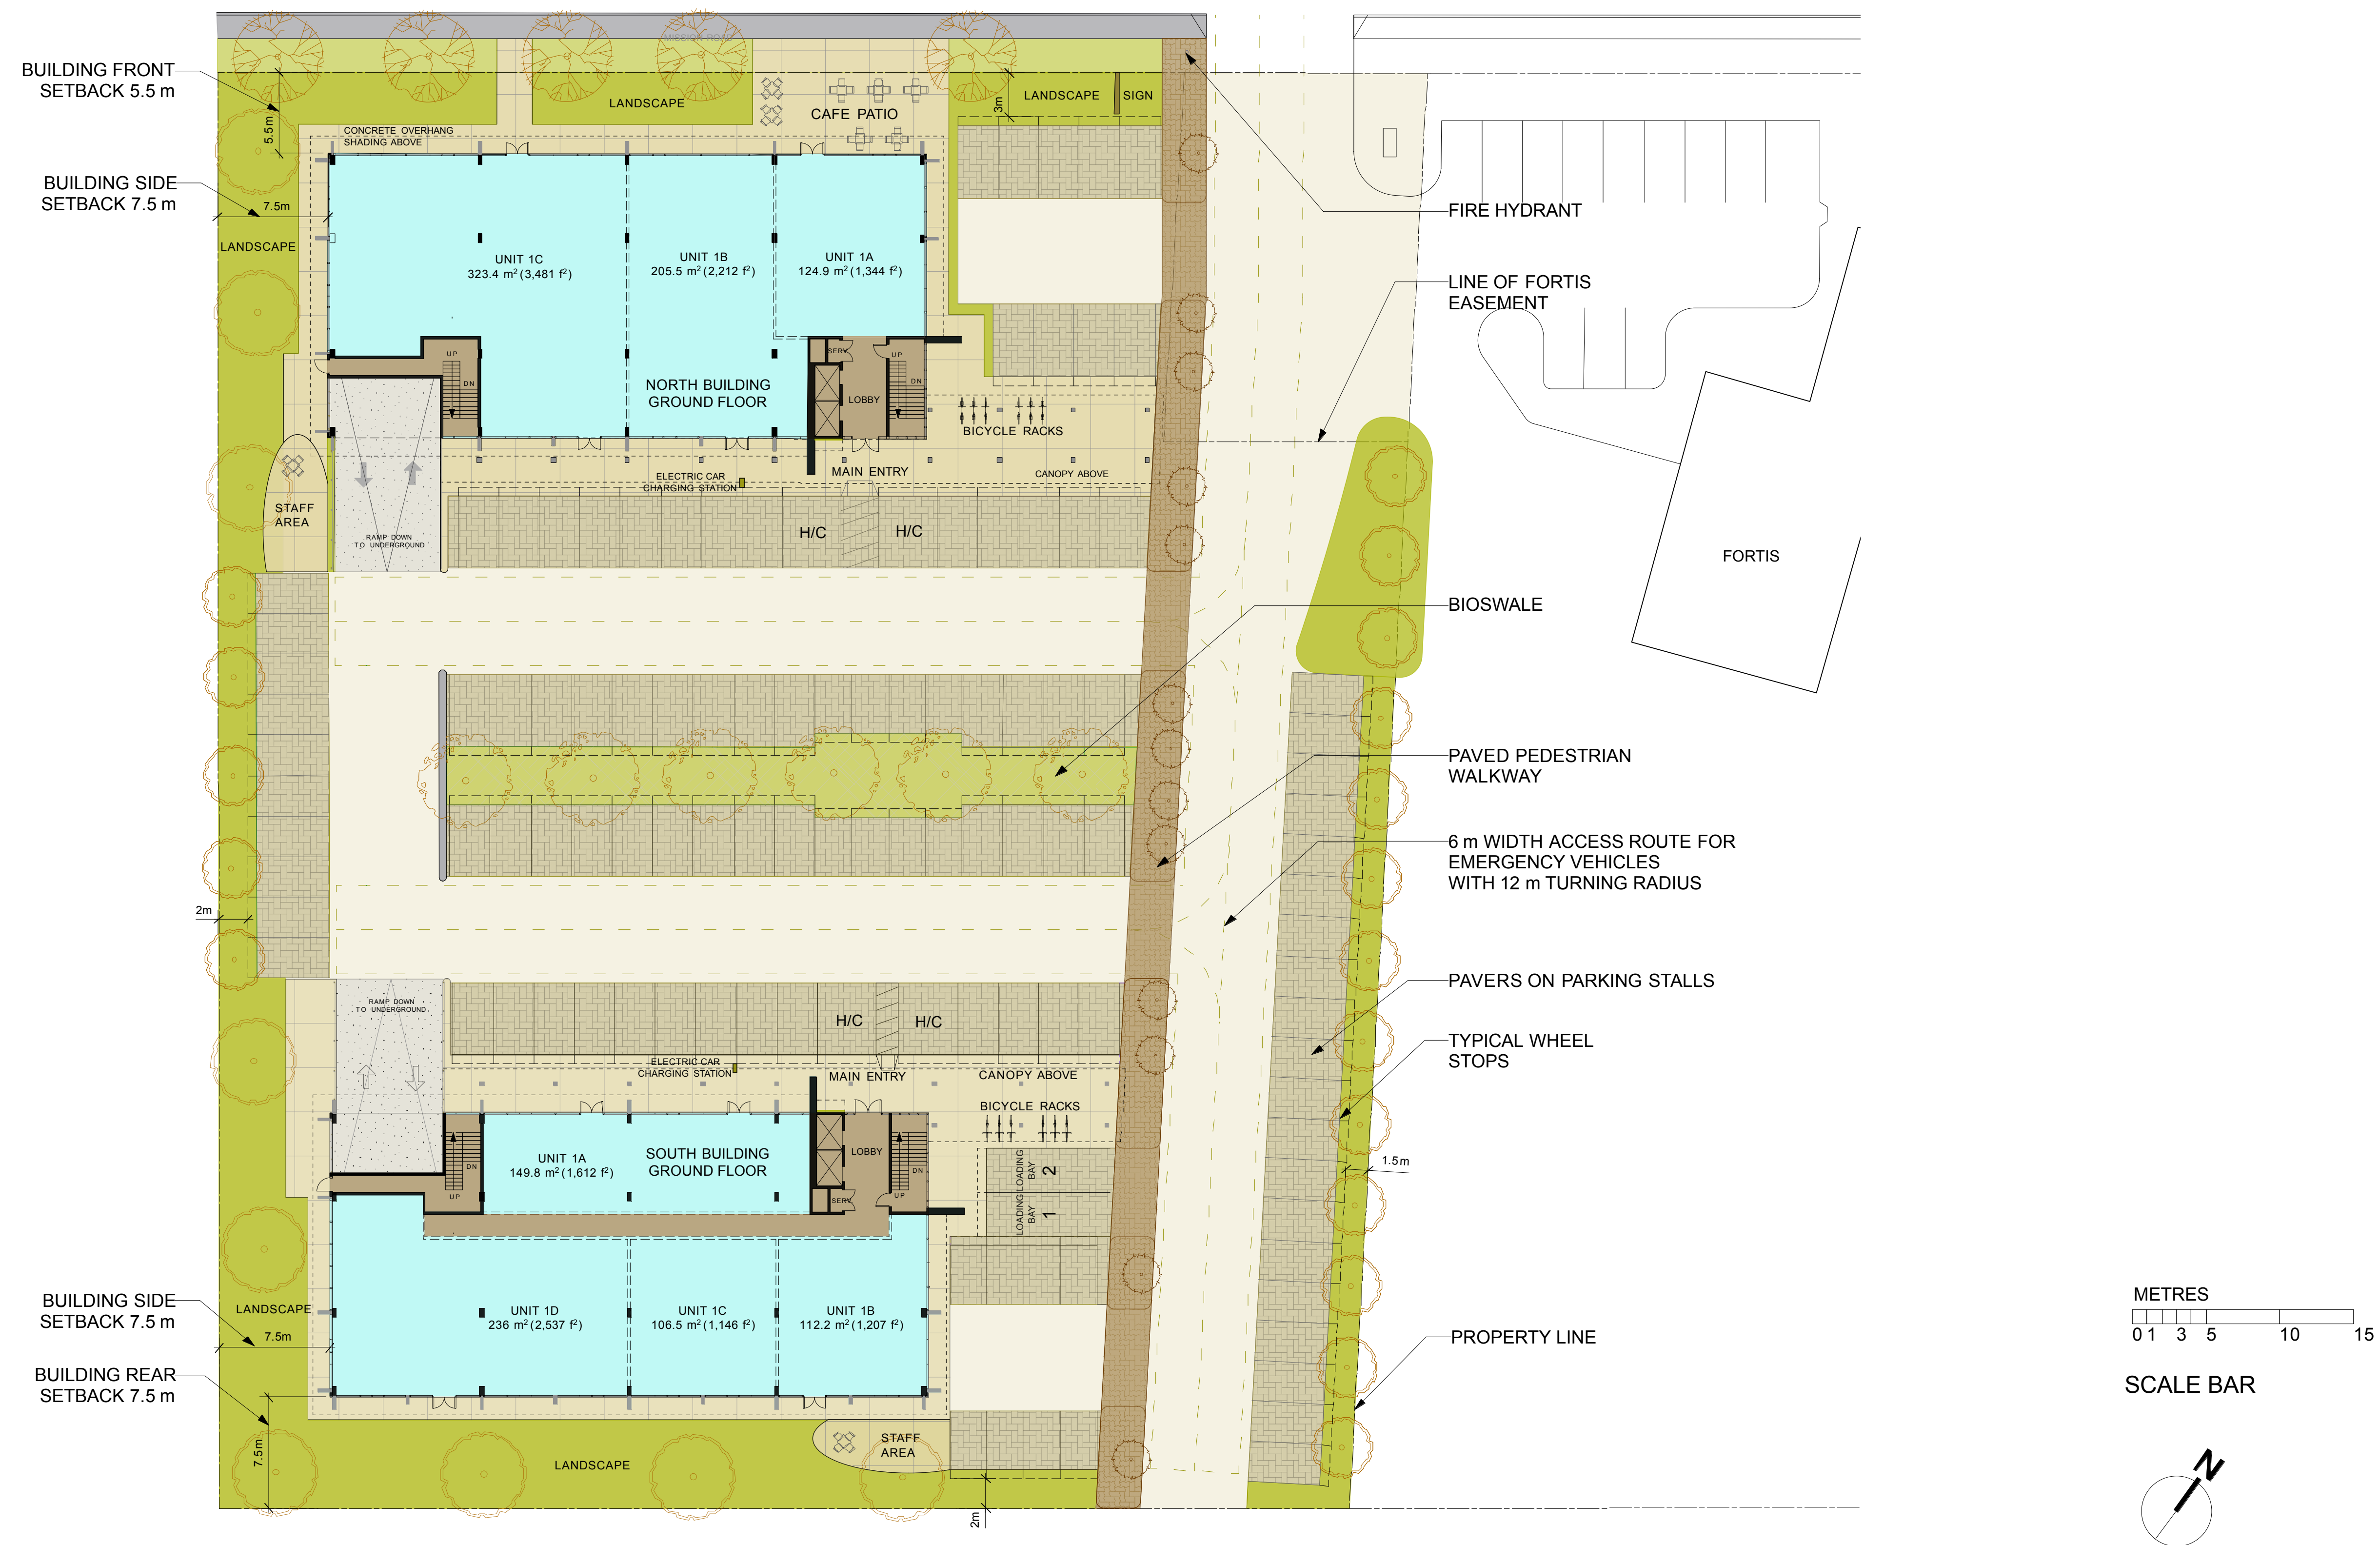 MISSION ROAD
BUILDING FRONT
SETBACK 5.5 m
5.5m
LANDSCAPE
CAFE PATIO
3m
LANDSCAPE
SIGN
CONCRETE OVERHANG
SHADING ABOVE
BUILDING SIDE
SETBACK 7.5 m
7.5m
LANDSCAPE
FIRE HYDRANT
UNIT 1C
323.4 m² (3,481 f²)
UNIT 1B
205.5 m² (2,212 f²)
UNIT 1A
124.9 m² (1,344 f²)
LINE OF FORTIS
EASEMENT
UP
DN
SERV
UP
DN
NORTH BUILDING
GROUND FLOOR
LOBBY
BICYCLE RACKS
MAIN ENTRY
CANOPY ABOVE
ELECTRIC CAR
CHARGING STATION
STAFF
AREA
RAMP DOWN
TO UNDERGROUND
H/C
H/C
FORTIS
BIOSWALE
PAVED PEDESTRIAN
WALKWAY
6 m WIDTH ACCESS ROUTE FOR
EMERGENCY VEHICLES
WITH 12 m TURNING RADIUS
2m
PAVERS ON PARKING STALLS
RAMP DOWN
TO UNDERGROUND
H/C
H/C
TYPICAL WHEEL
STOPS
ELECTRIC CAR
CHARGING STATION
MAIN ENTRY
CANOPY ABOVE
BICYCLE RACKS
UNIT 1A
149.8 m² (1,612 f²)
SOUTH BUILDING
GROUND FLOOR
LOBBY
DN
UP
SERV
UP
DN
LOADING
BAY
2
LOADING
BAY
1
1.5m
BUILDING SIDE
SETBACK 7.5 m
LANDSCAPE
7.5m
UNIT 1D
236 m² (2,537 f²)
UNIT 1C
106.5 m² (1,146 f²)
UNIT 1B
112.2 m² (1,207 f²)
PROPERTY LINE
METRES
0 1 3 5 10 15
SCALE BAR
BUILDING REAR
SETBACK 7.5 m
7.5m
LANDSCAPE
STAFF
AREA
2m
N